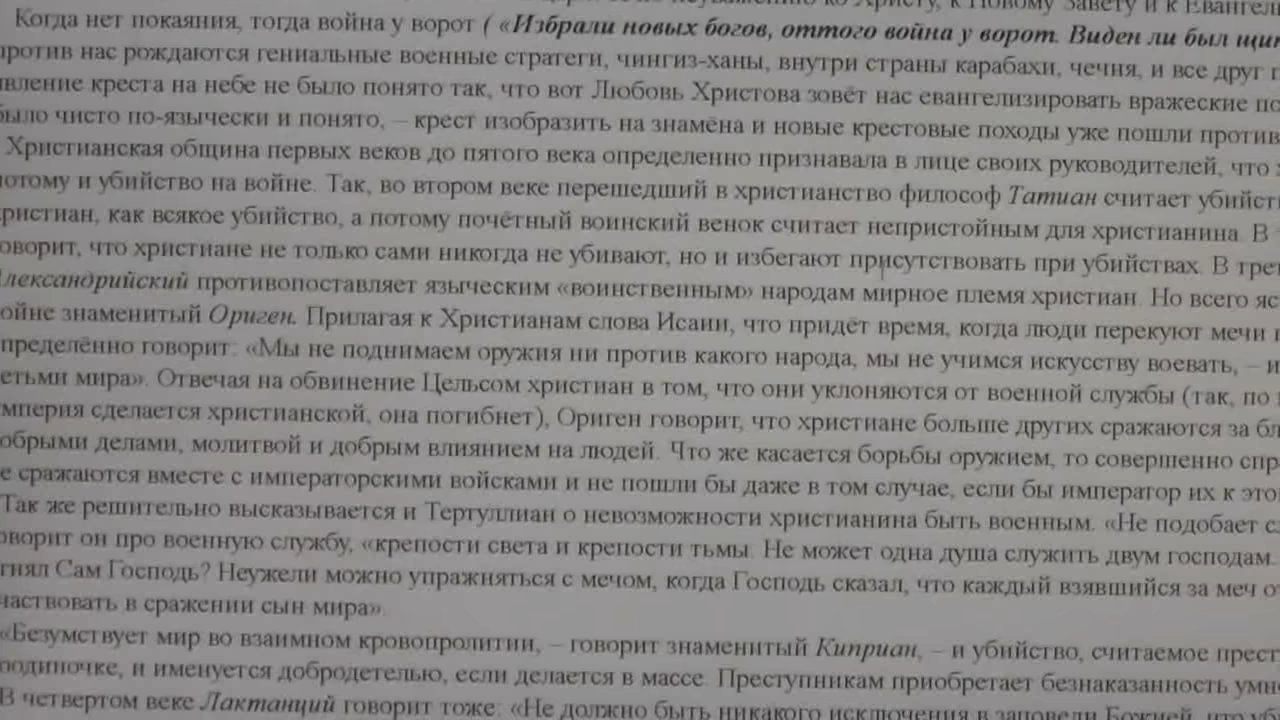 ко Христу, к Новому Завету и к
Когда нет покаяния, тогда война у ворот ( «Избрали новых богов, оттого война у ворот. Виден ли был
против нас рождаются гениальные военные стратеги, чингиз-ханы, внутри страны карабахи, чечня, и все друг
явление креста на небе не было понято так, что вот Любовь Христова зовёт нас евангелизировать вражеские
было чисто по-язычески и понято, – крест изобразить на знамёна и новые крестовые походы уже пошли против
Христианская община первых веков до пятого века определенно признавала в лице своих руководителей, что
потому и убийство на войне. Так, во втором веке перешедший в христианство философ Татиан считает
христиан, как всякое убийство, а потому почётный воинский венок считает непристойным для христианина. В
говорит, что христиане не только сами никогда не убивают, но и избегают присутствовать при убийствах. В
Александрийский противопоставляет языческим «воинственным» народам мирное племя христиан. Но всего
войне знаменитый Ориген. Прилагая к Христианам слова Исаии, что придёт время, когда люди перекуют мечи
определённо говорит: «Мы не поднимаем оружия ни против какого народа, мы не учимся искусству воевать, – и
етьми мира». Отвечая на обвинение Цельсом христиан в том, что они уклоняются от военной службы (так, по
империя сделается христианской, она погибнет), Ориген говорит, что христиане больше других сражаются за
добрыми делами, молитвой и добрым влиянием на людей. Что же касается борьбы оружием, то совершенно
не сражаются вместе с императорскими войсками и не пошли бы даже в том случае, если бы император их к
Так же решительно высказывается и Тертуллиан о невозможности христианина быть военным. «Не подобает
говорит он про военную службу, «крепости света и крепости тьмы. Не может одна душа служить двум господам.
Сам Господь? Неужели можно упражняться с мечом, когда Господь сказал, что каждый взявшийся за меч
частвовать в сражении сын мира».
«Безумствует мир во взаимном кровопролитии, – говорит знаменитый Киприан, – и убийство, считаемое
родиночке, и именуется добродетелью, если делается в массе. Преступникам приобретает безнаказанность
В четвертом веке Лактанций говорит тоже: «Не должно быть никакого исключения в заповеди Божией, что